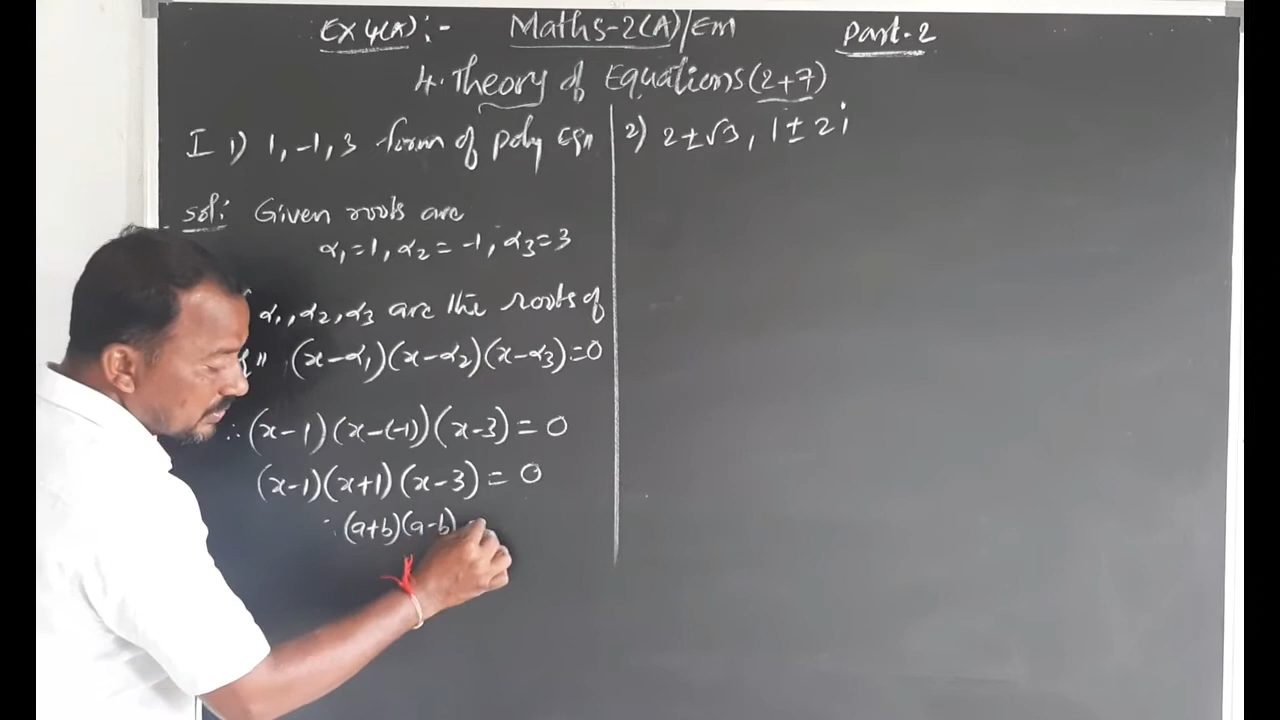 Ex 4(A):- Maths-2(A)/Em Part-2
4. Theory of Equations (2+7)
I 1) 1, -1, 3 form of poly Eqn
sol: Given roots are
α₁=1, α₂=-1, α₃=3
α₁, α₂, α₃ are the roots of
(x-α₁)(x-α₂)(x-α₃)=0
∴(x-1)(x-(-1))(x-3)=0
(x-1)(x+1)(x-3)=0
∴(a+b)(a-b)
2) 2±√3, 1±2i